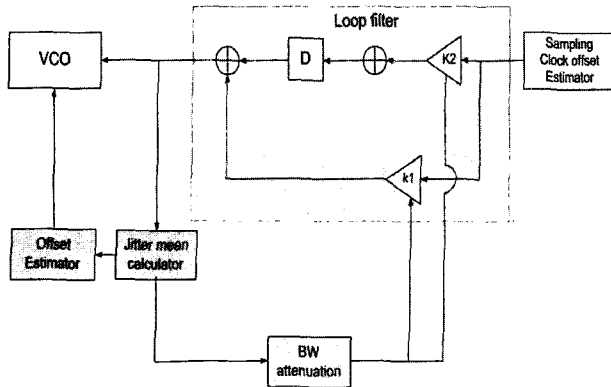 Loop filter
VCO
D
K2
Sampling
Clock offset
Estimator
k1
Offset
Estimator
Jitter mean
calculator
BW
attenuation